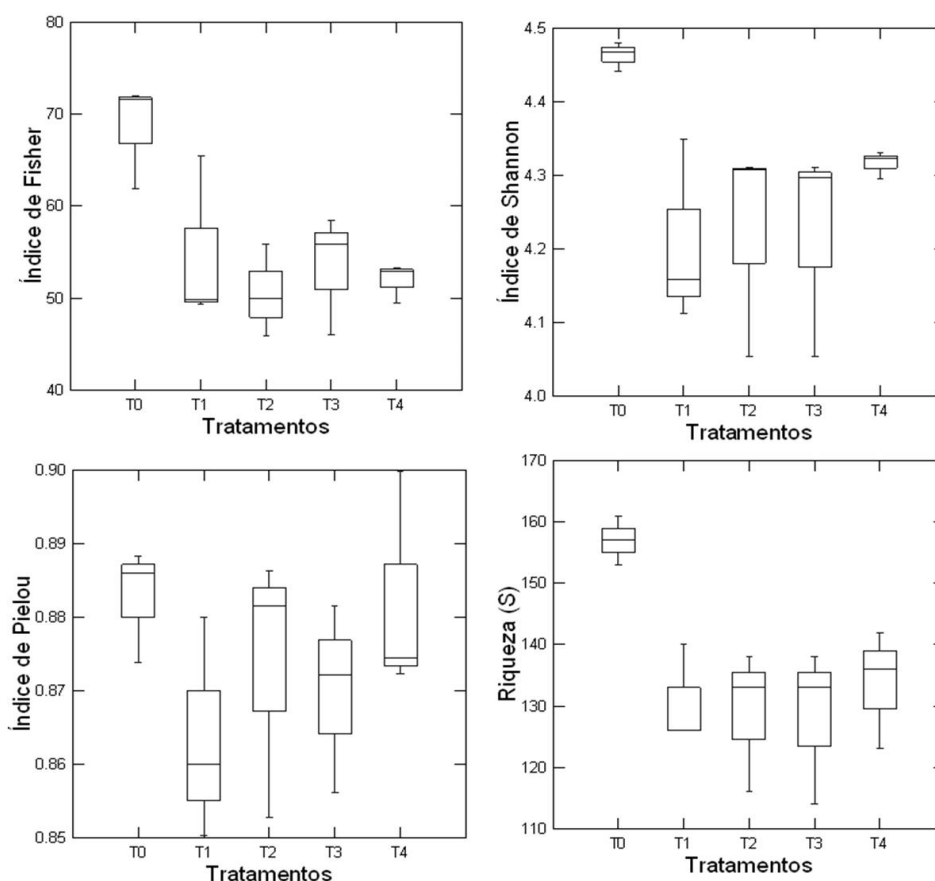 Índice de Fisher
80
70
60
50
40
T0 T1 T2 T3 T4
Tratamentos
Índice de Shannon
4.5
4.4
4.3
4.2
4.1
4.0
T0 T1 T2 T3 T4
Tratamentos
Índice de Pielou
0.90
0.89
0.88
0.87
0.86
0.85
T0 T1 T2 T3 T4
Tratamentos
Riqueza (S)
170
160
150
140
130
120
110
T0 T1 T2 T3 T4
Tratamentos